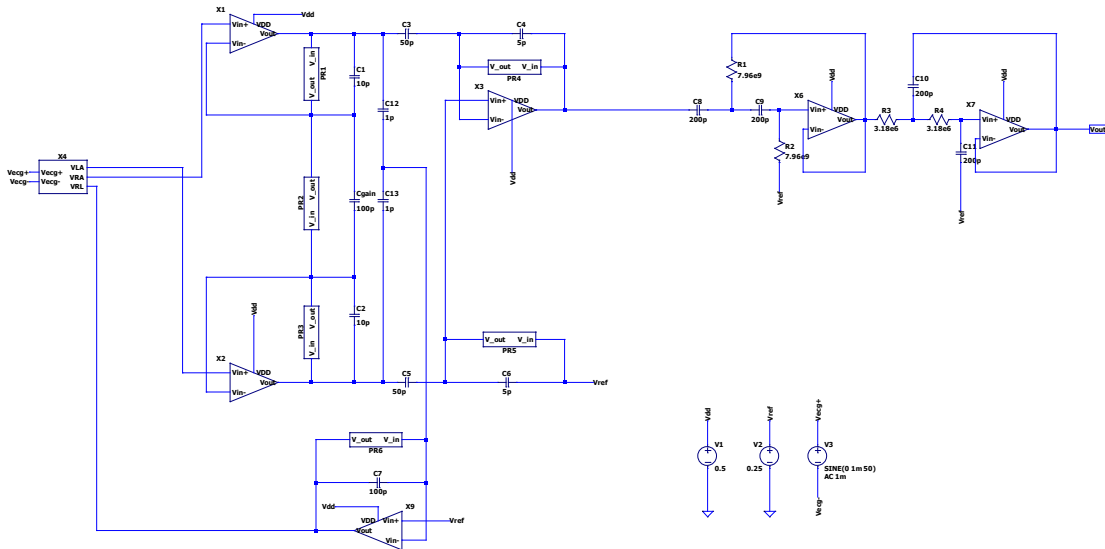 X1
Vin+
VDD
Vout
Vin-
Vdd
V_in
V_out
PR1
C1
10p
C3
50p
C12
1p
C4
5p
V_out
V_in
PR4
X3
Vin+
VDD
Vout
Vin-
Vdd
R1
7.96e9
C8
200p
C9
200p
R2
7.96e9
Vref
X6
Vdd
Vin+
VDD
Vout
Vin-
R3
3.18e6
C10
200p
R4
3.18e6
C11
200p
Vref
X7
Vdd
Vin+
VDD
Vout
Vin-
Vout
X4
Vecg+
Vecg-
Vecg+
Vecg-
VLA
VRA
VRL
V_out
V_in
PR2
Cgain
100p
C13
1p
V_out
V_in
PR3
C2
10p
Vdd
X2
Vin+
VDD
Vout
Vin-
C5
50p
V_out
V_in
PR5
C6
5p
Vref
V_out
V_in
PR6
C7
100p
X9
Vdd
VDD
Vin+
Vout
Vin-
Vref
Vdd
V1
0.5
Vref
V2
0.25
Vecg+
V3
SINE(0 1m 50)
AC 1m
Vecg-